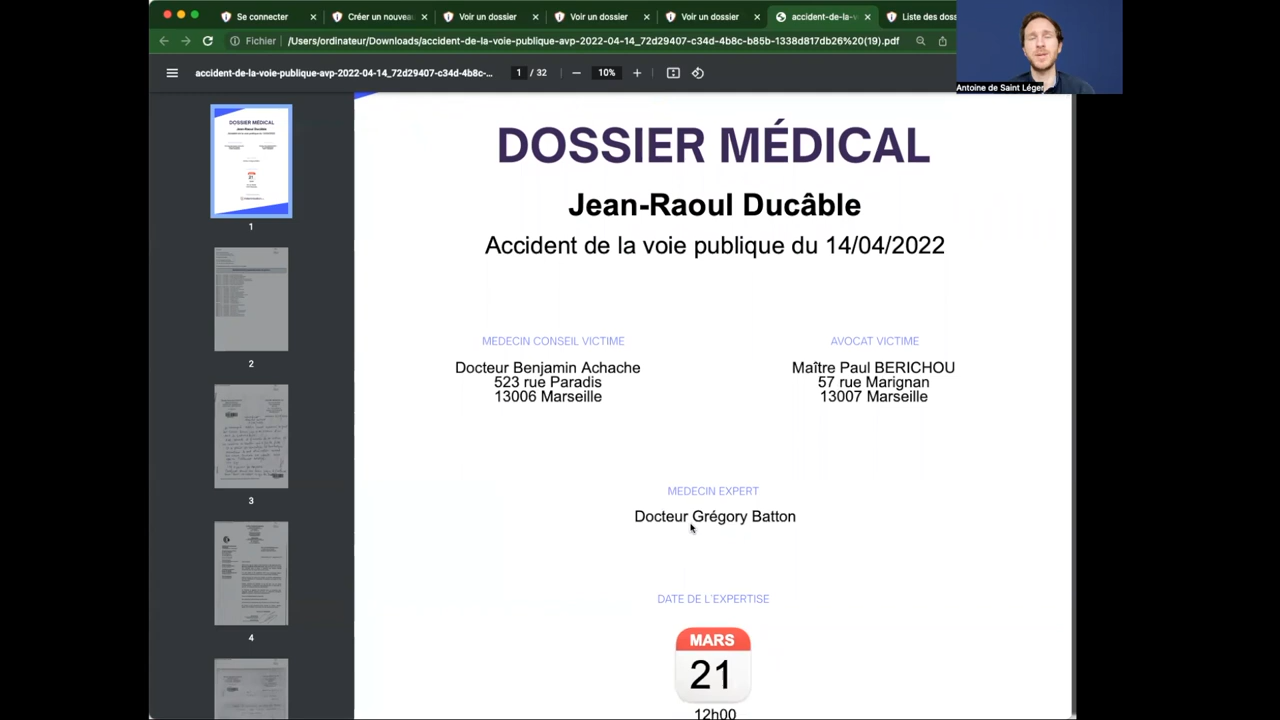 Se connecter
Créer un nouveau
Voir un dossier
Voir un dossier
Voir un dossier
accident-de-la-v
Liste des doss
Fichier
/Users/ordinateur/Downloads/accident-de-la-voie-publique-avp-2022-04-14_72d29407-c34d-4b8c-b85b-1338d817db26%20(19).pdf
accident-de-la-voie-publique-avp-2022-04-14_72d29407-c34d-4b8c-...
1 / 32
10%
Antoine de Saint Léger
DOSSIER MÉDICAL
Jean-Raoul Ducâble
1
2
3
4
DOSSIER MÉDICAL
Jean-Raoul Ducâble
Accident de la voie publique du 14/04/2022
MEDECIN CONSEIL VICTIME
Docteur Benjamin Achache
523 rue Paradis
13006 Marseille
AVOCAT VICTIME
Maître Paul BERICHOU
57 rue Marignan
13007 Marseille
MEDECIN EXPERT
Docteur Grégory Batton
DATE DE L'EXPERTISE
MARS
21
12h00